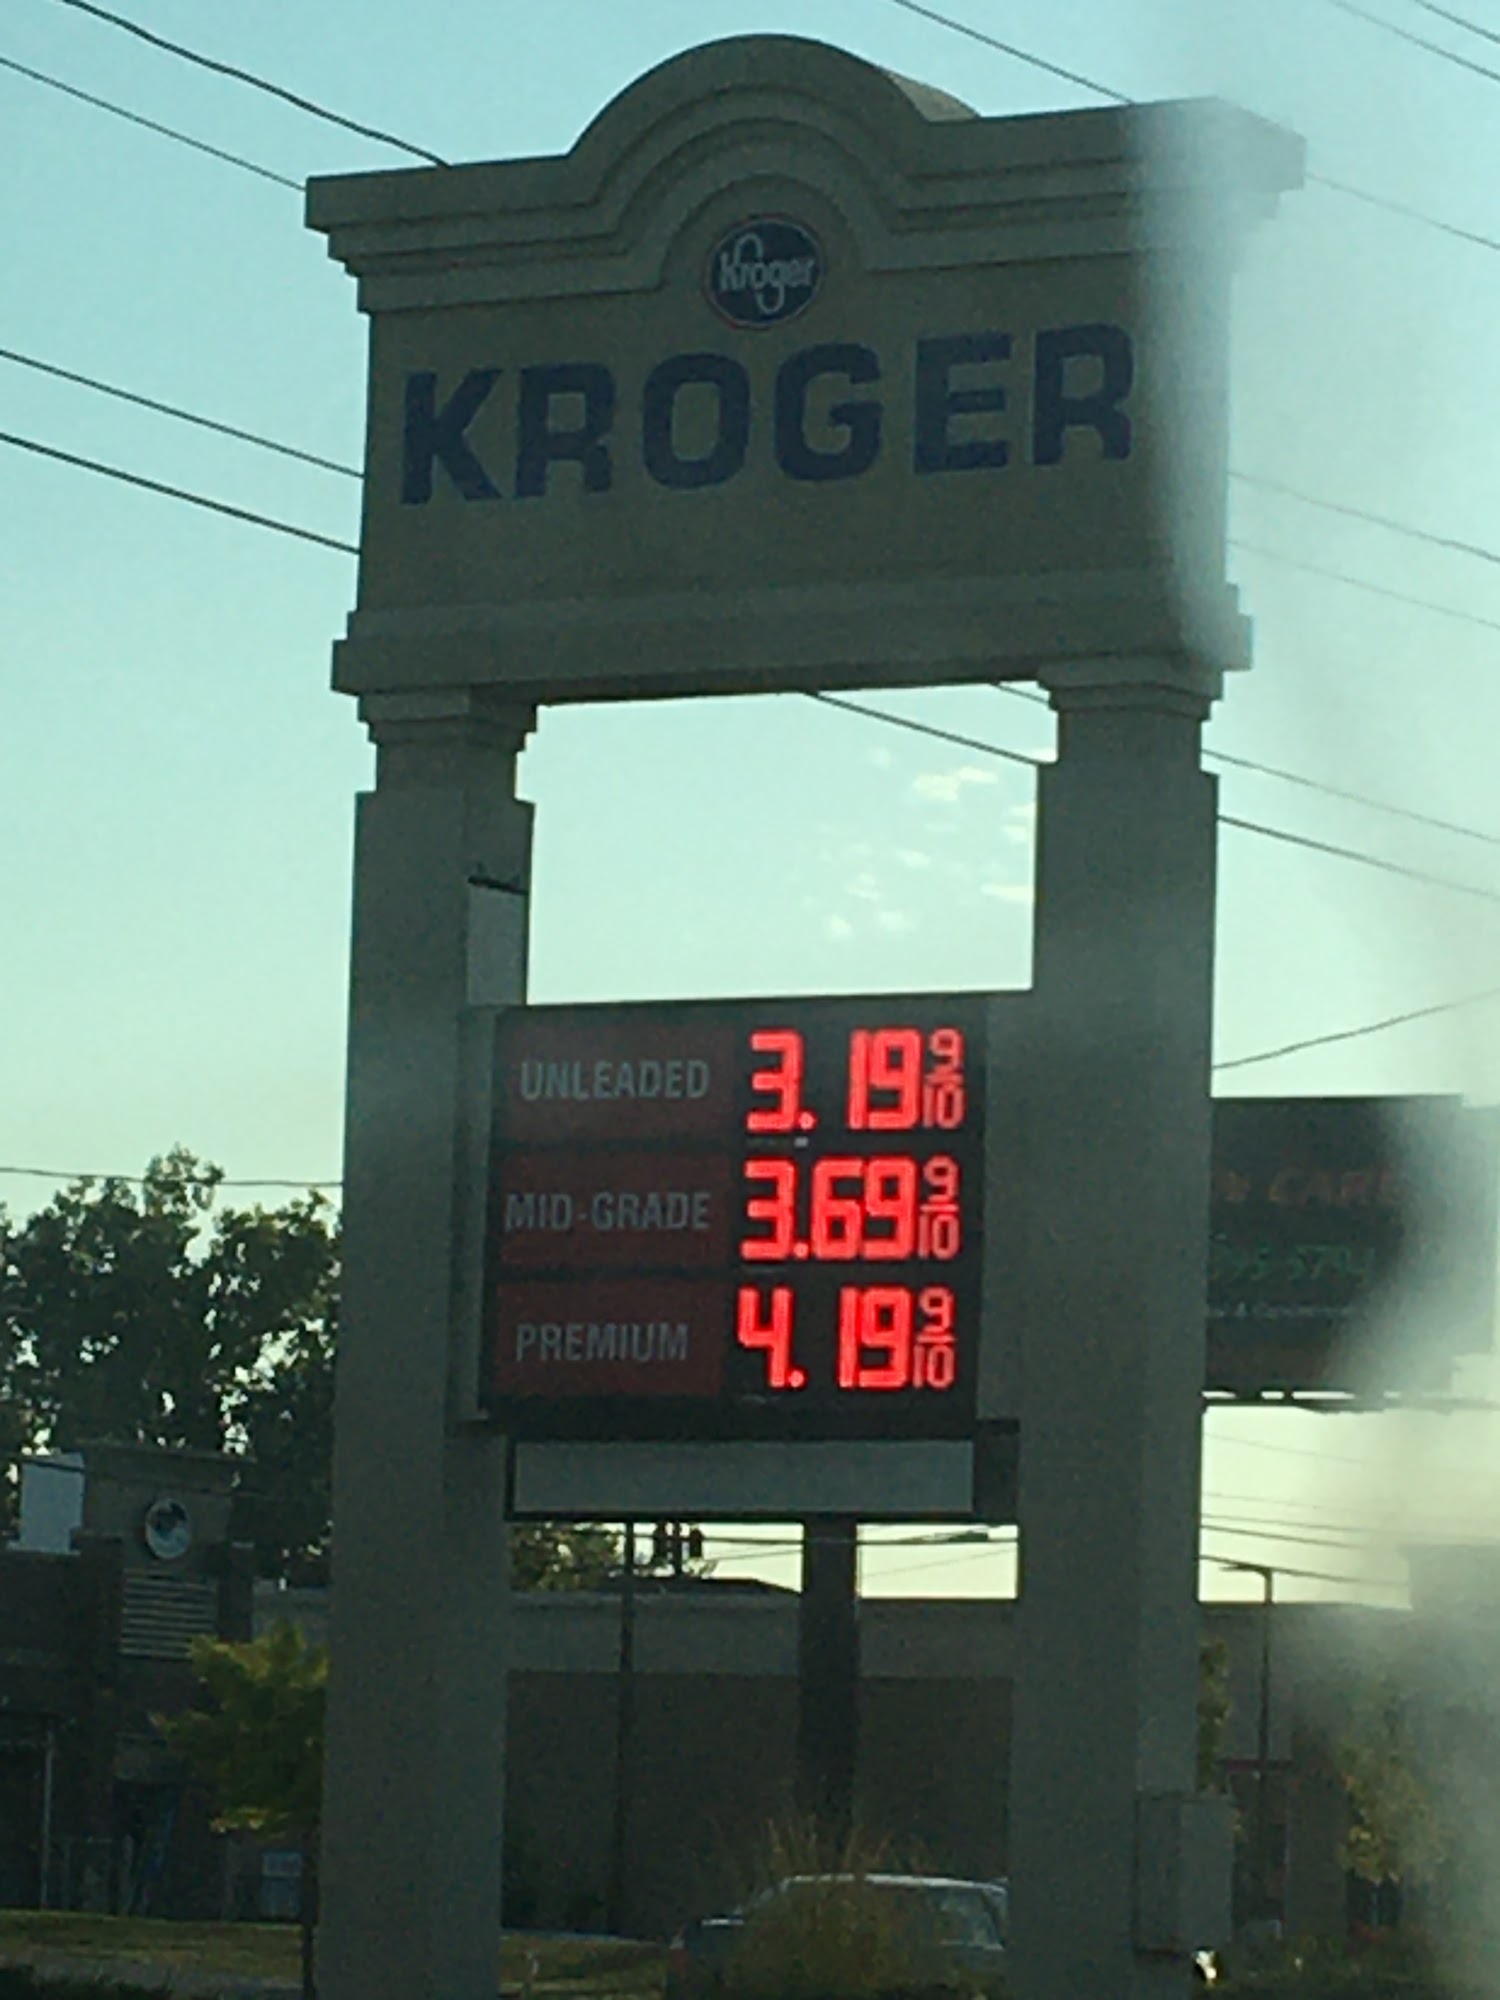 Kroger
KROGER
UNLEADED 3.19 9/10
MID-GRADE 3.69 9/10
PREMIUM 4.19 9/10